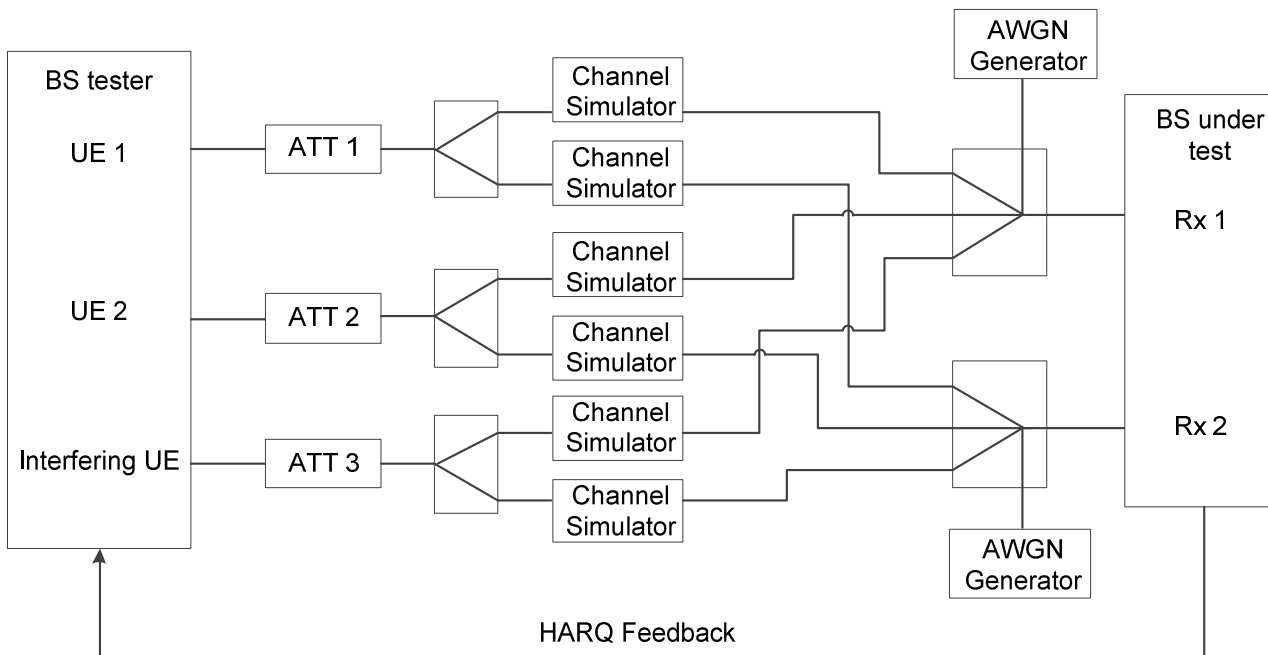 BS tester
UE 1
UE 2
Interfering UE
ATT 1
ATT 2
ATT 3
Channel
Simulator
Channel
Simulator
Channel
Simulator
Channel
Simulator
Channel
Simulator
Channel
Simulator
AWGN
Generator
AWGN
Generator
BS under
test
Rx 1
Rx 2
HARQ Feedback